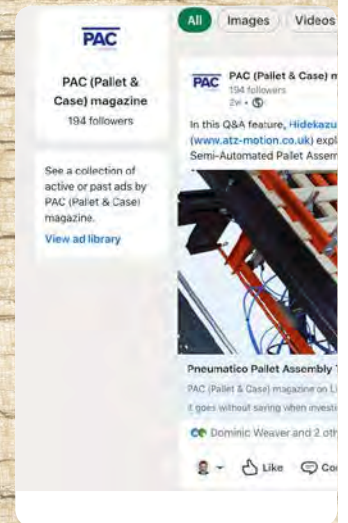 PAC
PAC (Pallet &
Case) magazine
194 followers
See a collection of
active or past ads by
PAC (Pallet & Case)
magazine.
View ad library
All
Images
Videos
PAC
PAC (Pallet & Case) m
194 followers
2w •
In this Q&A feature, Hidekazu
(www.atz-motion.co.uk) expl
Semi-Automated Pallet Assem
Pneumatico Pallet Assembly T
PAC (Pallet & Case) magazine on Li
It goes without saying when investi
Dominic Weaver and 2 oth
Like
Co